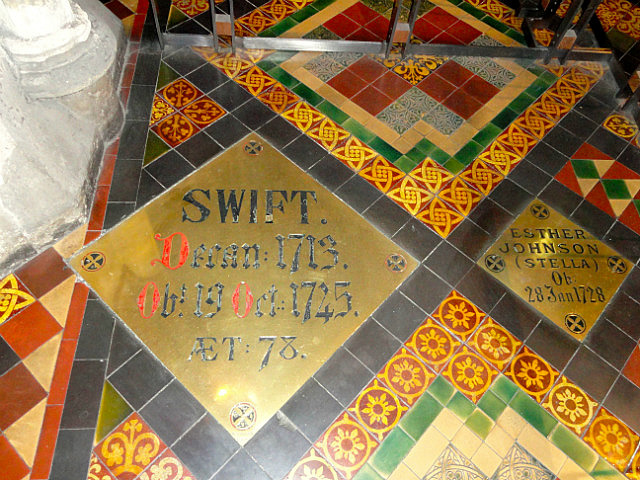 SWIFT.
Decan: 1713.
Ob: 19 Oct: 1745.
ÆT: 78.
ESTHER
JOHNSON
(STELLA)
Ob
28 Jan 1728